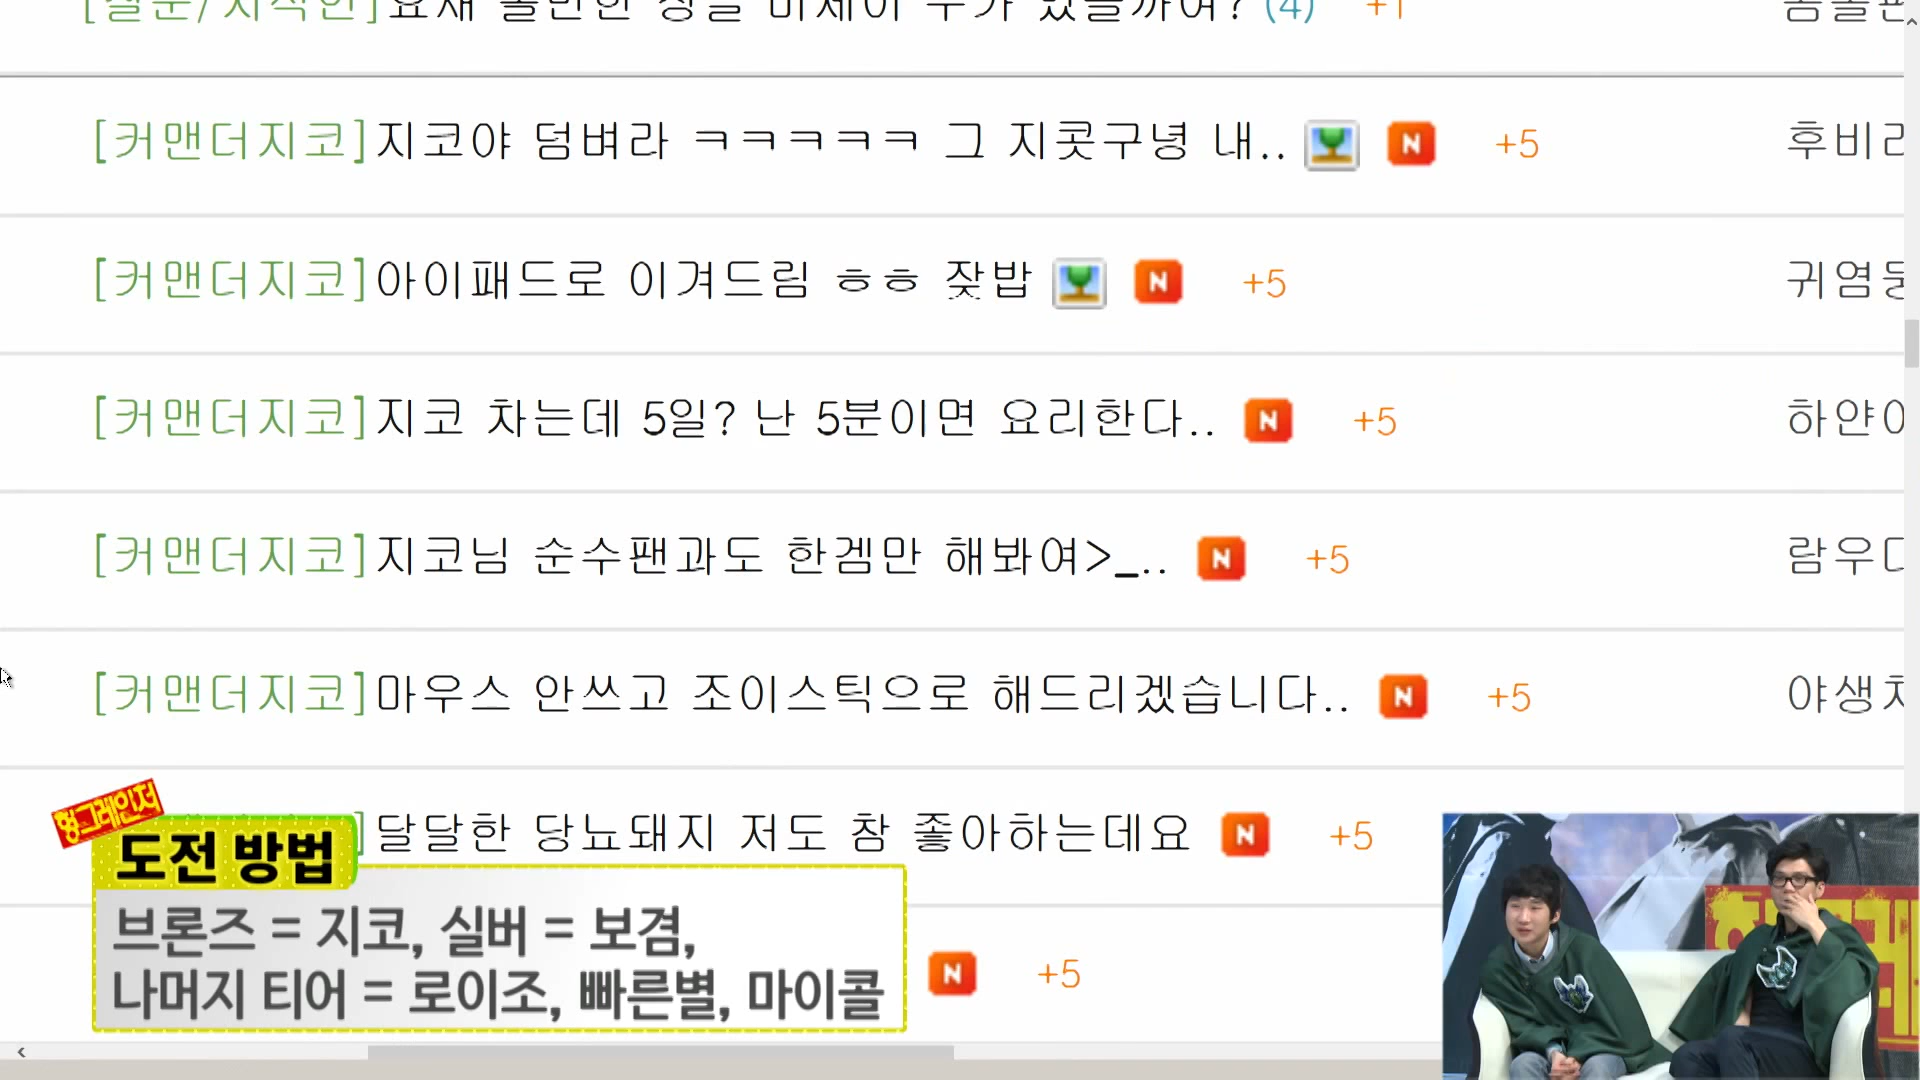 (4) +1
[커맨더지코]지코야 덤벼라 ㅋㅋㅋㅋㅋ 그 지콧구녕 내.. N +5 후비
[커맨더지코]아이패드로 이겨드림 ㅎㅎ 잦밥 N +5 귀염둥
[커맨더지코]지코 차는데 5일? 난 5분이면 요리한다.. N +5 하얀
[커맨더지코]지코님 순수팬과도 한겜만 해봐여>_.. N +5 람우
[커맨더지코]마우스 안쓰고 조이스틱으로 해드리겠습니다.. N +5 야생
]달달한 당뇨돼지 저도 참 좋아하는데요 N +5
N +5
헝그레인저
도전 방법
브론즈 = 지코, 실버 = 보겸,
나머지 티어 = 로이조, 빠른별, 마이콜